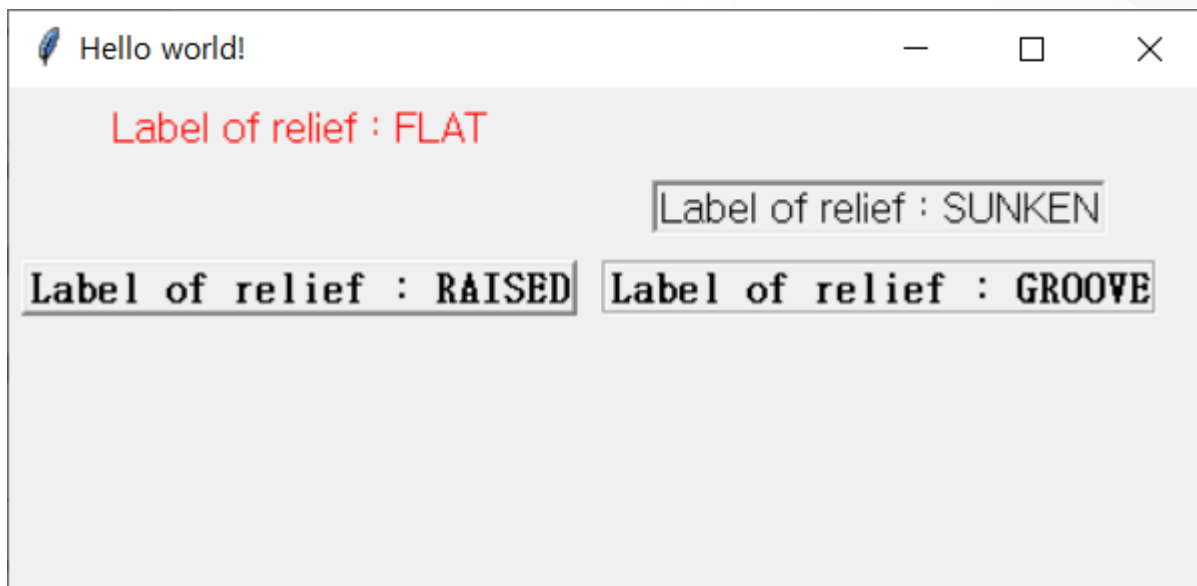 Hello world!
Label of relief : FLAT
Label of relief : SUNKEN
Label of relief : RAISED
Label of relief : GROOVE